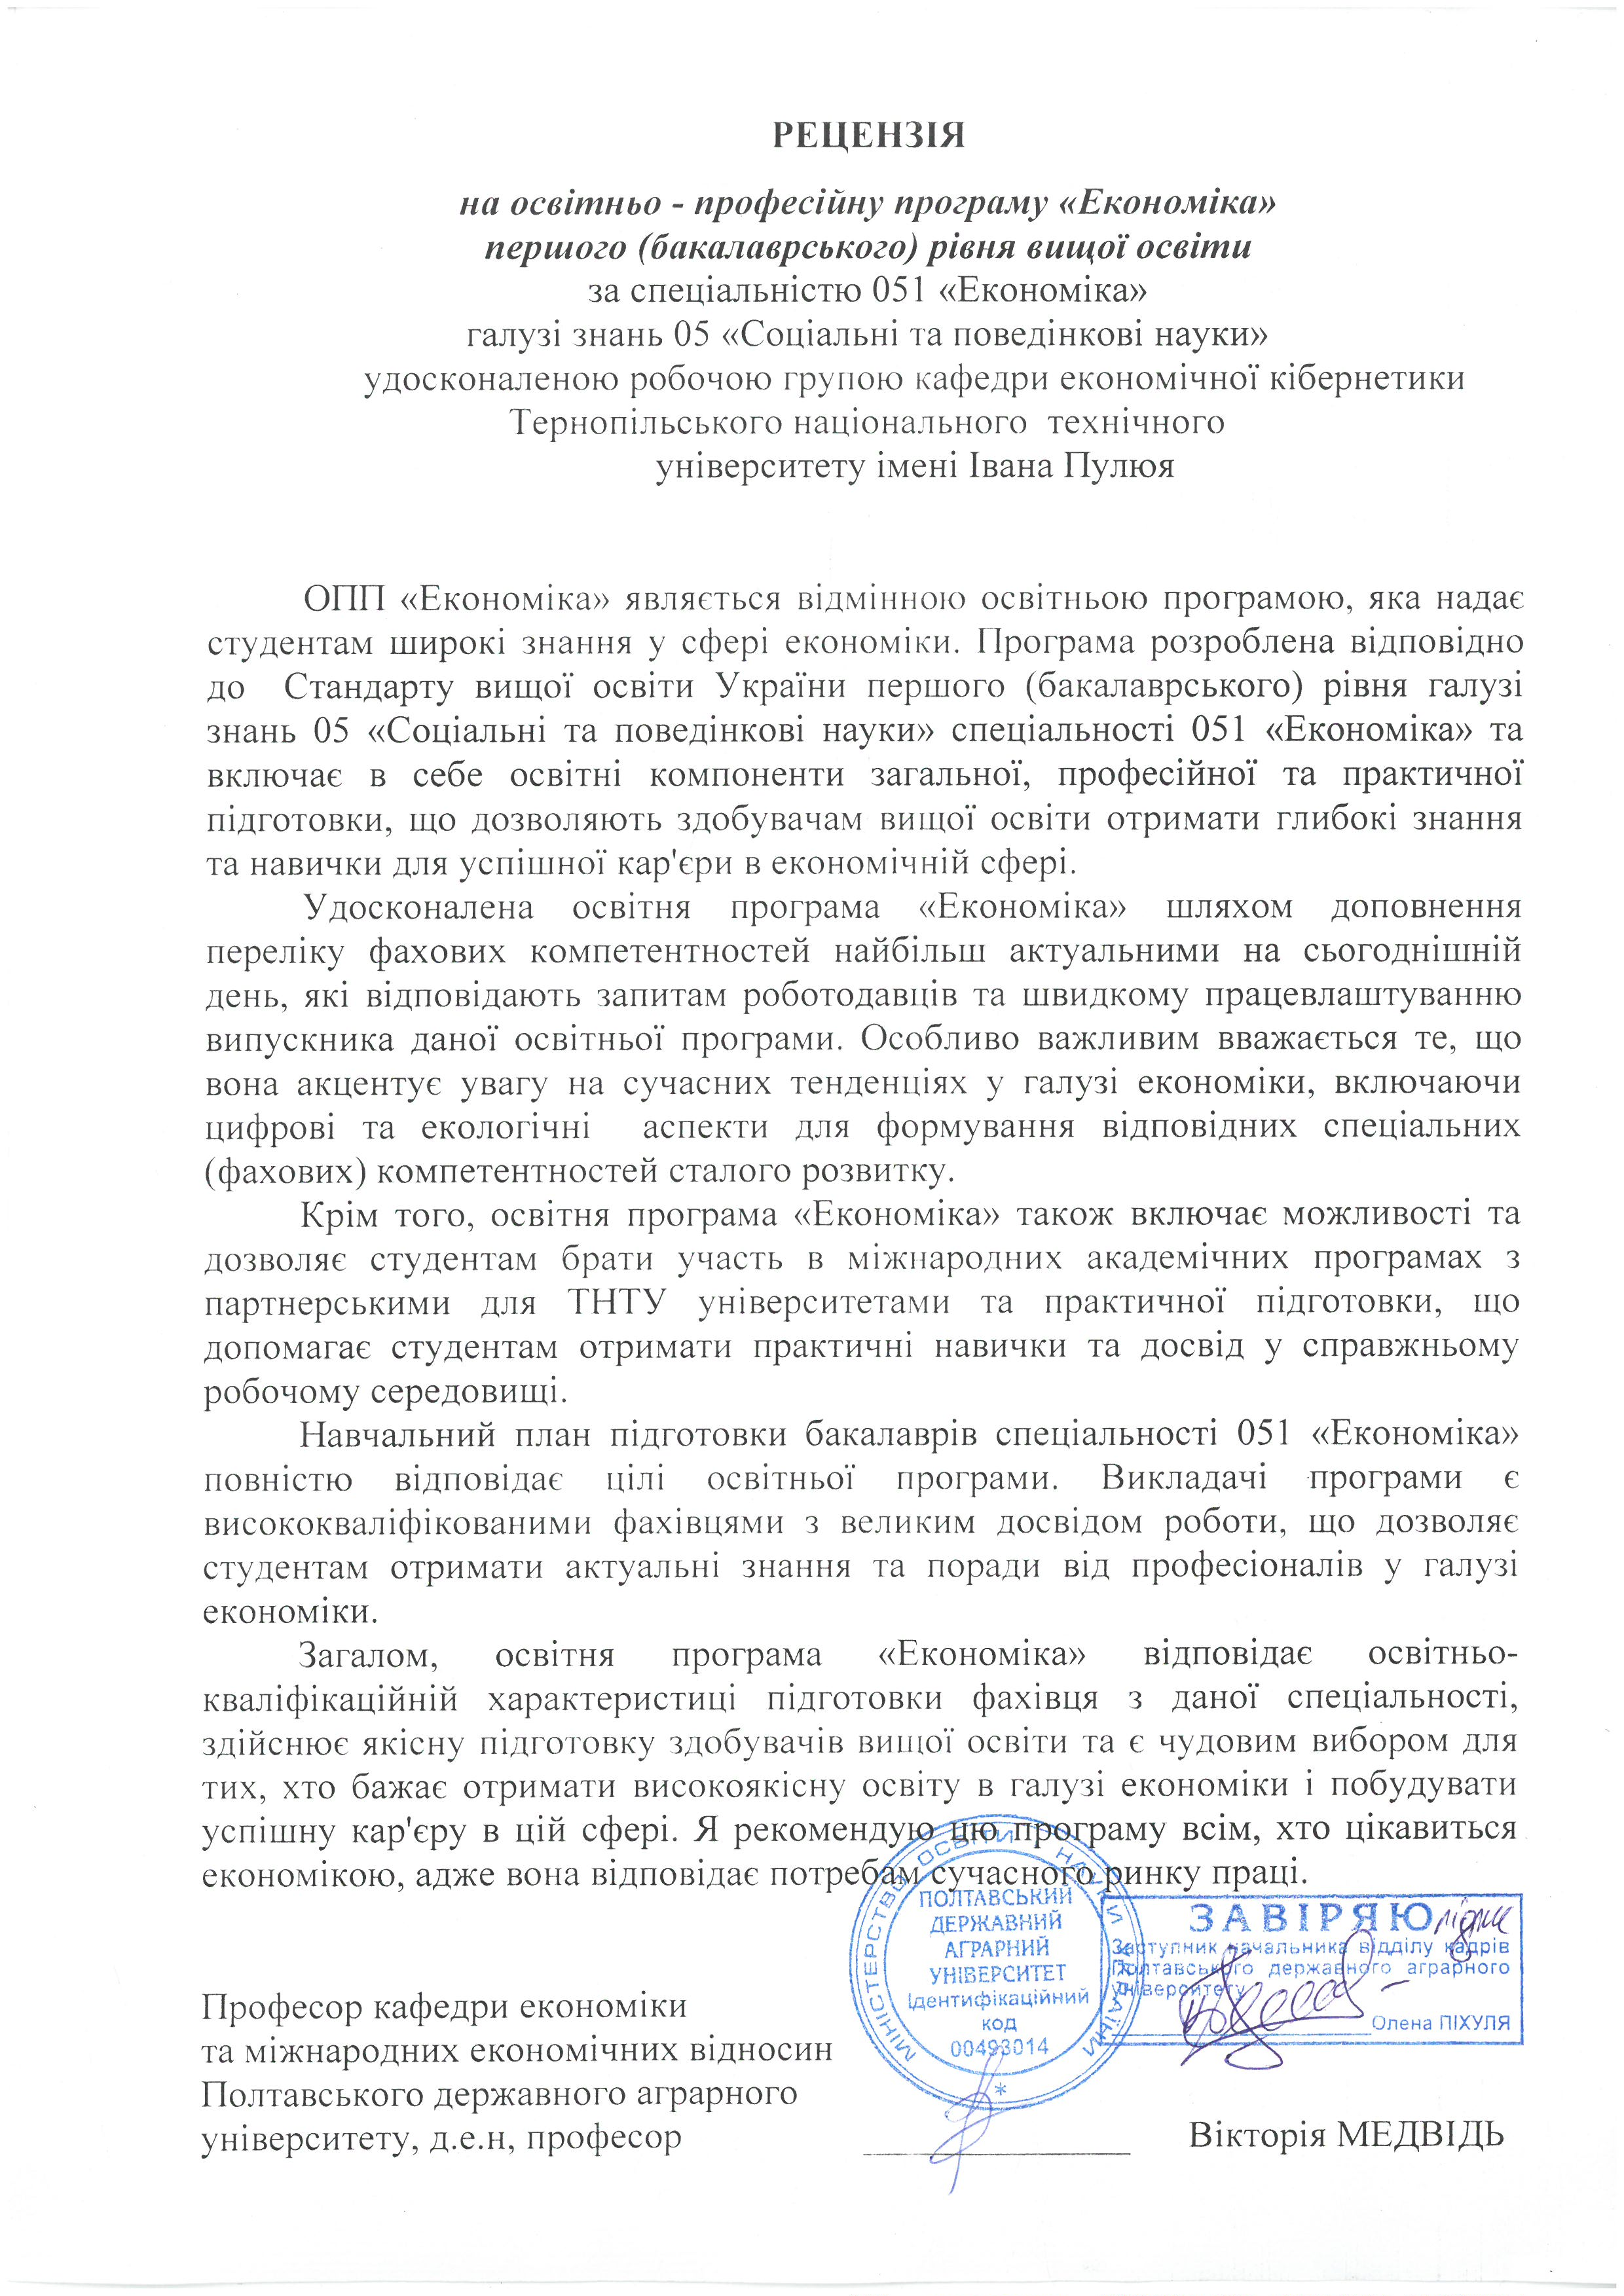 РЕЦЕНЗІЯ
на освітньо - професійну програму «Економіка»
першого (бакалаврського) рівня вищої освіти
за спеціальністю 051 «Економіка»
галузі знань 05 «Соціальні та поведінкові науки»
удосконаленою робочою групою кафедри економічної кібернетики
Тернопільського національного технічного
університету імені Івана Пулюя
ОПП «Економіка» являється відмінною освітньою програмою, яка надає
студентам широкі знання у сфері економіки. Програма розроблена відповідно
до Стандарту вищої освіти України першого (бакалаврського) рівня галузі
знань 05 «Соціальні та поведінкові науки» спеціальності 051 «Економіка» та
включає в себе освітні компоненти загальної, професійної та практичної
підготовки, що дозволяють здобувачам вищої освіти отримати глибокі знання
та навички для успішної кар'єри в економічній сфері.
Удосконалена освітня програма «Економіка» шляхом доповнення
переліку фахових компетентностей найбільш актуальними на сьогоднішній
день, які відповідають запитам роботодавців та швидкому працевлаштуванню
випускника даної освітньої програми. Особливо важливим вважається те, що
вона акцентує увагу на сучасних тенденціях у галузі економіки, включаючи
цифрові та екологічні аспекти для формування відповідних спеціальних
(фахових) компетентностей сталого розвитку.
Крім того, освітня програма «Економіка» також включає можливості та
дозволяє студентам брати участь в міжнародних академічних програмах з
партнерськими для ТНТУ університетами та практичної підготовки, що
допомагає студентам отримати практичні навички та досвід у справжньому
робочому середовищі.
Навчальний план підготовки бакалаврів спеціальності 051 «Економіка»
повністю відповідає цілі освітньої програми. Викладачі програми є
висококваліфікованими фахівцями з великим досвідом роботи, що дозволяє
студентам отримати актуальні знання та поради від професіоналів у галузі
економіки.
Загалом, освітня програма «Економіка» відповідає освітньо-
кваліфікаційній характеристиці підготовки фахівця з даної спеціальності,
здійснює якісну підготовку здобувачів вищої освіти та є чудовим вибором для
тих, хто бажає отримати високоякісну освіту в галузі економіки і побудувати
успішну кар'єру в цій сфері. Я рекомендую цю програму всім, хто цікавиться
економікою, адже вона відповідає потребам сучасного ринку праці.
МІНІСТЕРСТВО ОСВІТИ І НАУКИ УКРАЇНИ
ПОЛТАВСЬКИЙ
ДЕРЖАВНИЙ
АГРАРНИЙ
УНІВЕРСИТЕТ
Ідентифікаційний
код
00493014
*
ЗАВІРЯЮ
Заступник начальника відділу кадрів
Полтавського державного аграрного
університету
Олена ПІХУЛЯ
Професор кафедри економіки
та міжнародних економічних відносин
Полтавського державного аграрного
університету, д.е.н, професор Вікторія МЕДВІДЬ